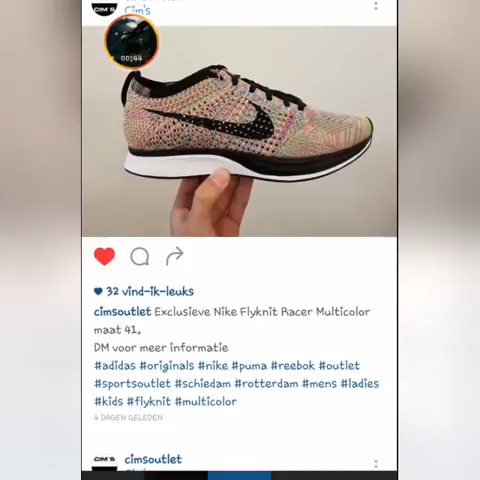 CIM'S
Cim's
00:44
32 vind-ik-leuks
cimsoutlet Exclusieve Nike Flyknit Racer Multicolor
maat 41。
DM voor meer informatie
#adidas #originals #nike #puma #reebok #outlet
#sportsoutlet #schiedam #rotterdam #mens #ladies
#kids #flyknit #multicolor
4 DAGEN GELEDEN
CIM'S
cimsoutlet